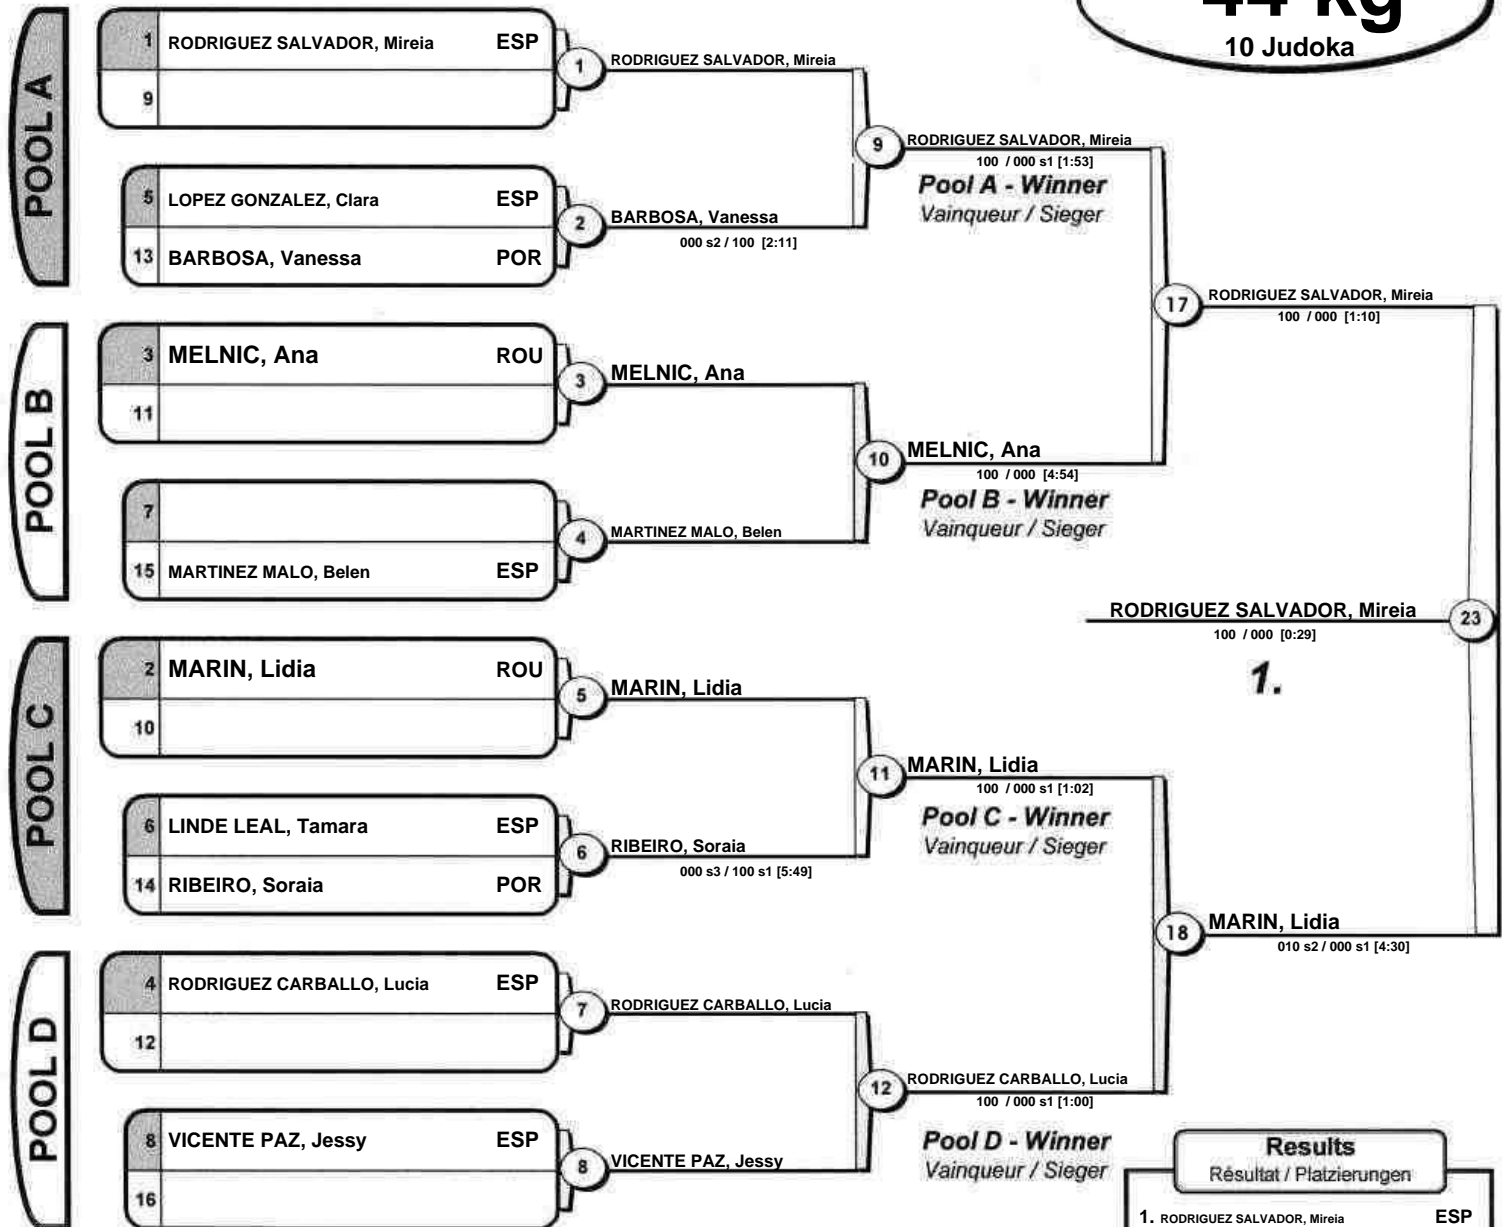 44 kg
10 Judoka
POOL A
1 RODRIGUEZ SALVADOR, Mireia ESP
9
1
RODRIGUEZ SALVADOR, Mireia
5 LOPEZ GONZALEZ, Clara ESP
13 BARBOSA, Vanessa POR
2
BARBOSA, Vanessa
000 s2 / 100 [2:11]
9
RODRIGUEZ SALVADOR, Mireia
100 / 000 s1 [1:53]
Pool A - Winner
Vainqueur / Sieger
POOL B
3 MELNIC, Ana ROU
11
3
MELNIC, Ana
7
15 MARTINEZ MALO, Belen ESP
4
MARTINEZ MALO, Belen
10
MELNIC, Ana
100 / 000 [4:54]
Pool B - Winner
Vainqueur / Sieger
17
RODRIGUEZ SALVADOR, Mireia
100 / 000 [1:10]
RODRIGUEZ SALVADOR, Mireia
23
100 / 000 [0:29]
1.
POOL C
2 MARIN, Lidia ROU
10
5
MARIN, Lidia
6 LINDE LEAL, Tamara ESP
14 RIBEIRO, Soraia POR
6
RIBEIRO, Soraia
000 s3 / 100 s1 [5:49]
11
MARIN, Lidia
100 / 000 s1 [1:02]
Pool C - Winner
Vainqueur / Sieger
18
MARIN, Lidia
010 s2 / 000 s1 [4:30]
POOL D
4 RODRIGUEZ CARBALLO, Lucia ESP
12
7
RODRIGUEZ CARBALLO, Lucia
8 VICENTE PAZ, Jessy ESP
16
8
VICENTE PAZ, Jessy
12
RODRIGUEZ CARBALLO, Lucia
100 / 000 s1 [1:00]
Pool D - Winner
Vainqueur / Sieger
Results
Résultat / Platzierungen
1. RODRIGUEZ SALVADOR, Mireia ESP